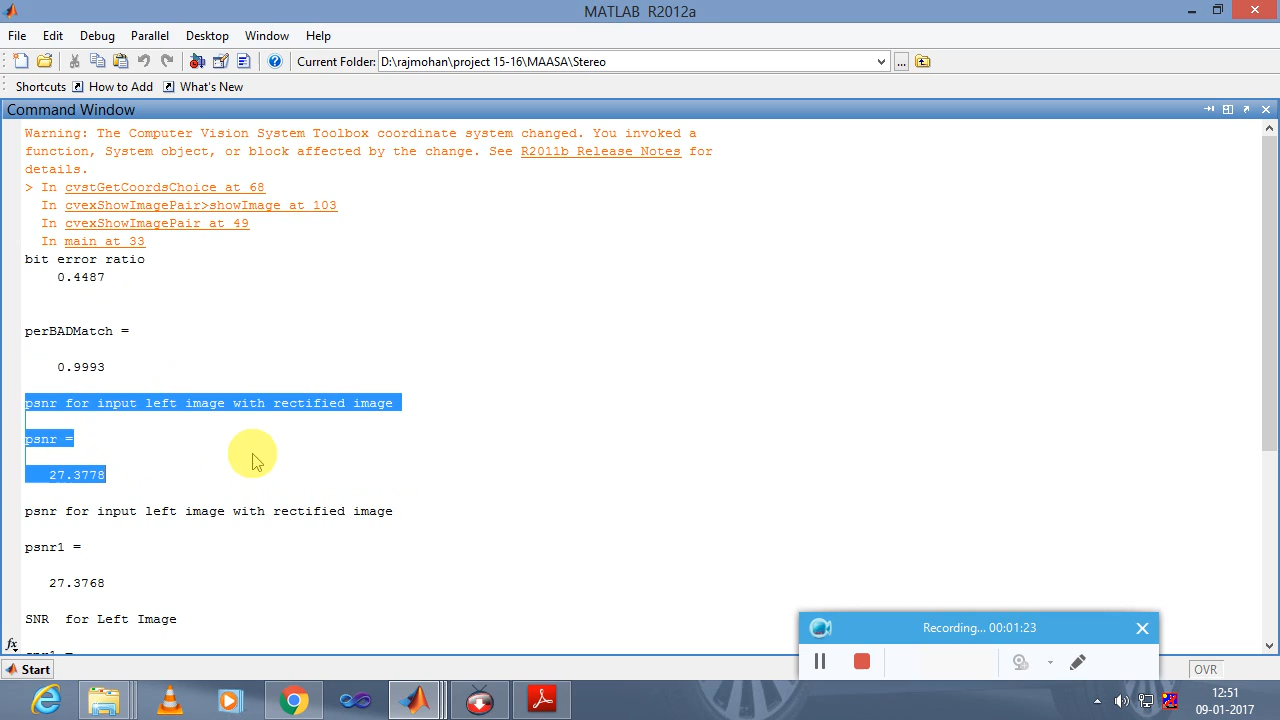 MATLAB R2012a
File Edit Debug Parallel Desktop Window Help
Current Folder: D:\rajmohan\project 15-16\MAASA\Stereo
...
Shortcuts How to Add What's New
Command Window
Warning: The Computer Vision System Toolbox coordinate system changed. You invoked a
function, System object, or block affected by the change. See R2011b Release Notes for
details.
> In cvstGetCoordsChoice at 68
In cvexShowImagePair>showImage at 103
In cvexShowImagePair at 49
In main at 33
bit error ratio
0.4487
perBADMatch =
0.9993
psnr for input left image with rectified image
psnr =
27.3778
psnr for input left image with rectified image
psnr1 =
27.3768
SNR for Left Image
snr1 =
fx
Recording... 00:01:23
Start
OVR
12:51
09-01-2017